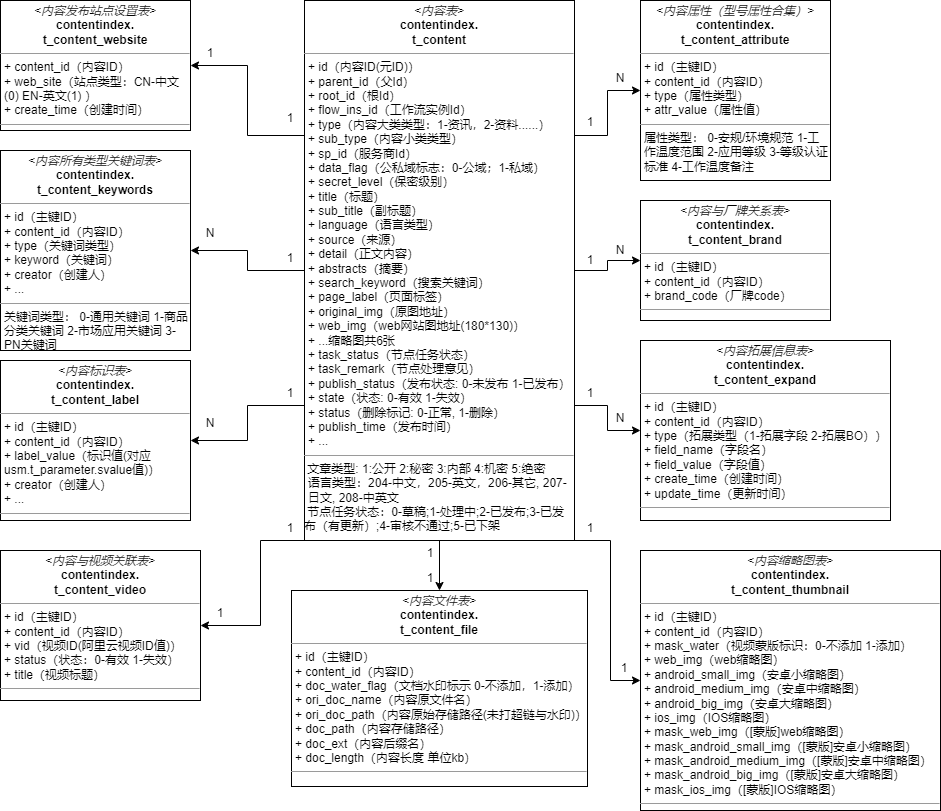 <内容发布站点设置表>
contentindex.
t_content_website
+ content_id（内容ID）
+ web_site（站点类型：CN-中文
(0) EN-英文(1) ）
+ create_time（创建时间）
<内容所有类型关键词表>
contentindex.
t_content_keywords
+ id（主键ID）
+ content_id（内容ID）
+ type（关键词类型）
+ keyword（关键词）
+ creator（创建人）
+ ...
关键词类型： 0-通用关键词 1-商品
分类关键词 2-市场应用关键词 3-
PN关键词
<内容标识表>
contentindex.
t_content_label
+ id（主键ID）
+ content_id（内容ID）
+ label_value（标识值(对应
usm.t_parameter.svalue值)）
+ creator（创建人）
+ ...
<内容与视频关联表>
contentindex.
t_content_video
+ id（主键ID）
+ content_id（内容ID）
+ vid（视频ID(阿里云视频ID值)）
+ status（状态：0-有效 1-失效）
+ title（视频标题）
<内容表>
contentindex.
t_content
+ id（内容ID(元ID)）
+ parent_id（父Id）
+ root_id（根Id）
+ flow_ins_id（工作流实例Id）
+ type（内容大类类型：1-资讯，2-资料......）
+ sub_type（内容小类类型）
+ sp_id（服务商Id）
+ data_flag（公私域标志：0-公域；1-私域）
+ secret_level（保密级别）
+ title（标题）
+ sub_title（副标题）
+ language（语言类型）
+ source（来源）
+ detail（正文内容）
+ abstracts（摘要）
+ search_keyword（搜索关键词）
+ page_label（页面标签）
+ original_img（原图地址）
+ web_img（web网站图地址(180*130)）
+ ...缩略图共6张
+ task_status（节点任务状态）
+ task_remark（节点处理意见）
+ publish_status（发布状态: 0-未发布 1-已发布）
+ state（状态: 0-有效 1-失效）
+ status（删除标记: 0-正常, 1-删除）
+ publish_time（发布时间）
+ ...
文章类型: 1:公开 2:秘密 3:内部 4:机密 5:绝密
语言类型：204-中文，205-英文，206-其它, 207-
日文, 208-中英文
节点任务状态：0-草稿;1-处理中;2-已发布;3-已发
布（有更新）;4-审核不通过;5-已下架
<内容文件表>
contentindex.
t_content_file
+ id（主键ID）
+ content_id（内容ID）
+ doc_water_flag（文档水印标示 0-不添加，1-添加）
+ ori_doc_name（内容原文件名）
+ ori_doc_path（内容原始存储路径(未打超链与水印)）
+ doc_path（内容存储路径）
+ doc_ext（内容后缀名）
+ doc_length（内容长度 单位kb）
<内容属性（型号属性合集）>
contentindex.
t_content_attribute
+ id（主键ID）
+ content_id（内容ID）
+ type（属性类型）
+ attr_value（属性值）
属性类型： 0-安规/环境规范 1-工
作温度范围 2-应用等级 3-等级认证
标准 4-工作温度备注
<内容与厂牌关系表>
contentindex.
t_content_brand
+ id（主键ID）
+ content_id（内容ID）
+ brand_code（厂牌code）
<内容拓展信息表>
contentindex.
t_content_expand
+ id（主键ID）
+ content_id（内容ID）
+ type（拓展类型（1-拓展字段 2-拓展BO））
+ field_name（字段名）
+ field_value（字段值）
+ create_time（创建时间）
+ update_time（更新时间）
<内容缩略图表>
contentindex.
t_content_thumbnail
+ id（主键ID）
+ content_id（内容ID）
+ mask_water（视频蒙版标识：0-不添加 1-添加）
+ web_img（web缩略图）
+ android_small_img（安卓小缩略图）
+ android_medium_img（安卓中缩略图）
+ android_big_img（安卓大缩略图）
+ ios_img（IOS缩略图）
+ mask_web_img（[蒙版]web缩略图）
+ mask_android_small_img（[蒙版]安卓小缩略图）
+ mask_android_medium_img（[蒙版]安卓中缩略图）
+ mask_android_big_img（[蒙版]安卓大缩略图）
+ mask_ios_img（[蒙版]IOS缩略图）
1
1
N
1
N
1
1
1
1
1
1
N
1
N
1
N
1
1